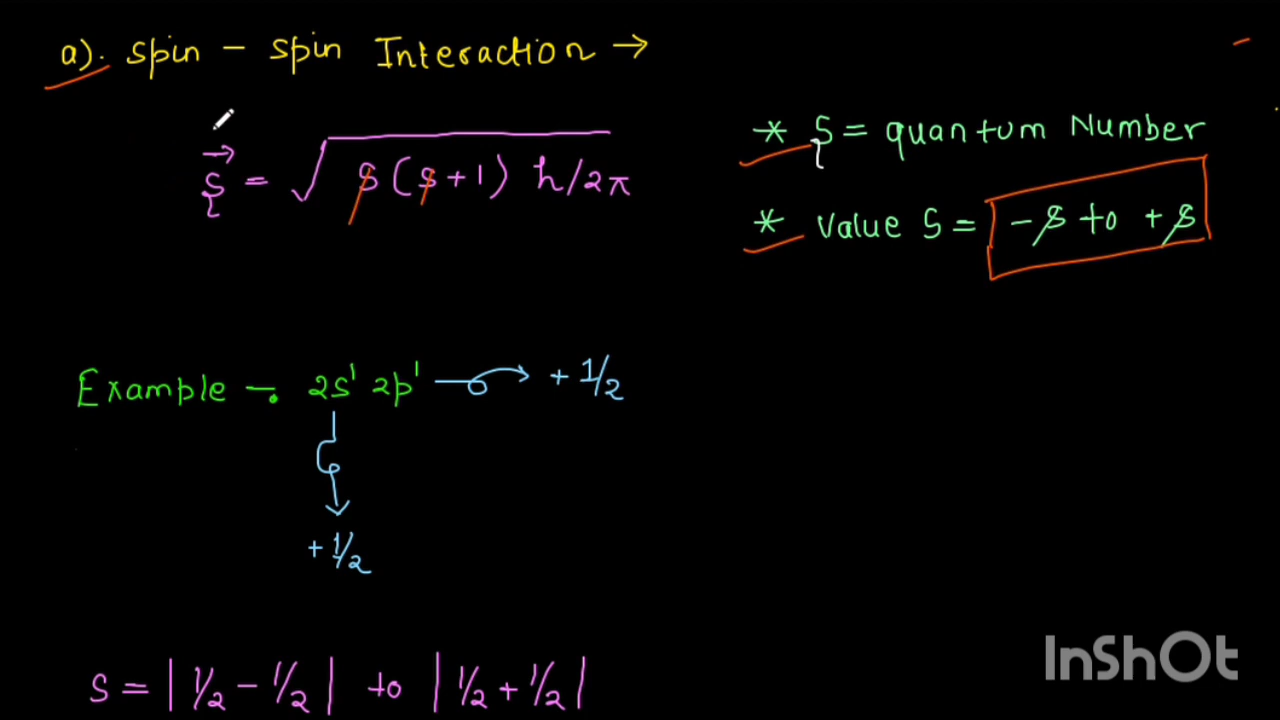 a). Spin - Spin Interaction →
S⃗ = √ s (s+1) h/2π
* S = quantum Number
* Value S = -s to +s
Example -. 2s¹ 2p¹ → + 1/2
+ 1/2
S = | 1/2 - 1/2 | to | 1/2 + 1/2 |
InShOt